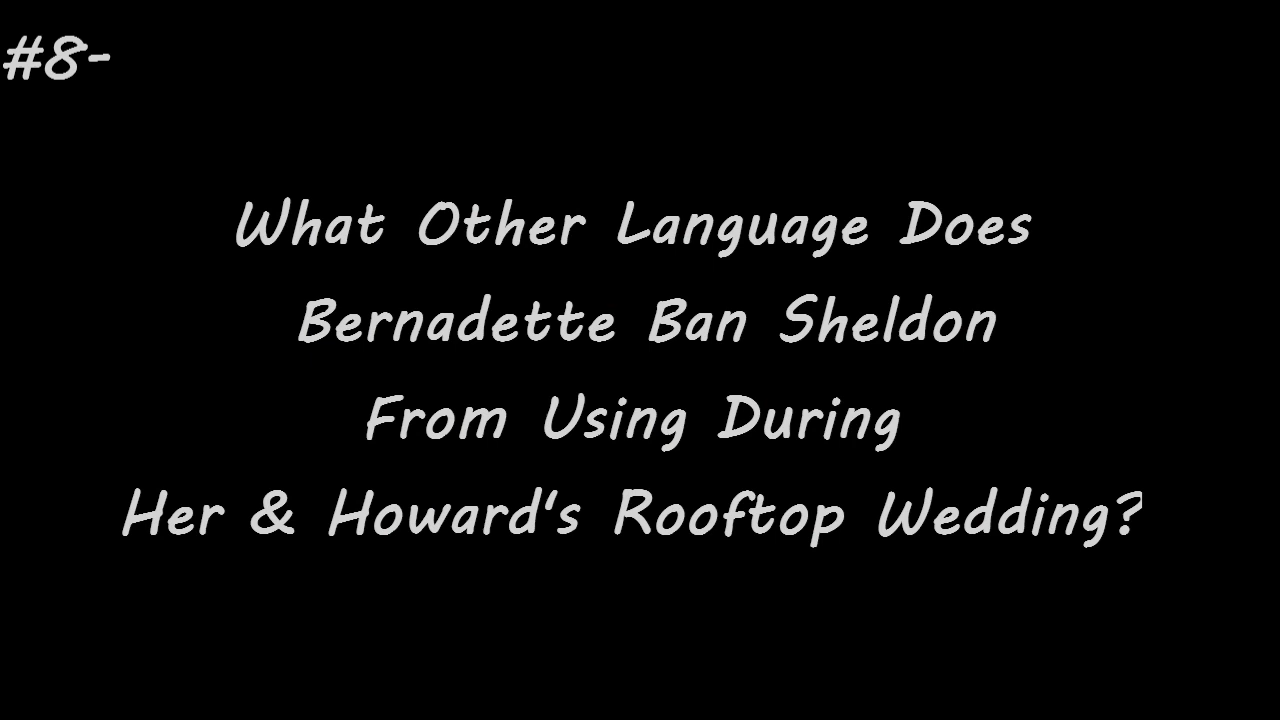 #8-
What Other Language Does
Bernadette Ban Sheldon
From Using During
Her & Howard's Rooftop Wedding?